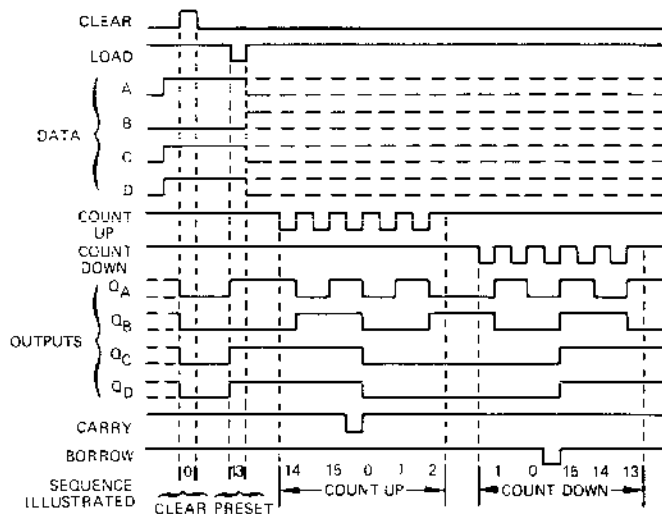 CLEAR
LOAD
A
B
DATA
C
D
COUNT
UP
COUNT
DOWN
QA
QB
OUTPUTS
QC
QD
CARRY
BORROW
0 13 14 15 0 1 2 1 0 15 14 13
SEQUENCE
ILLUSTRATED
CLEAR PRESET COUNT UP COUNT DOWN